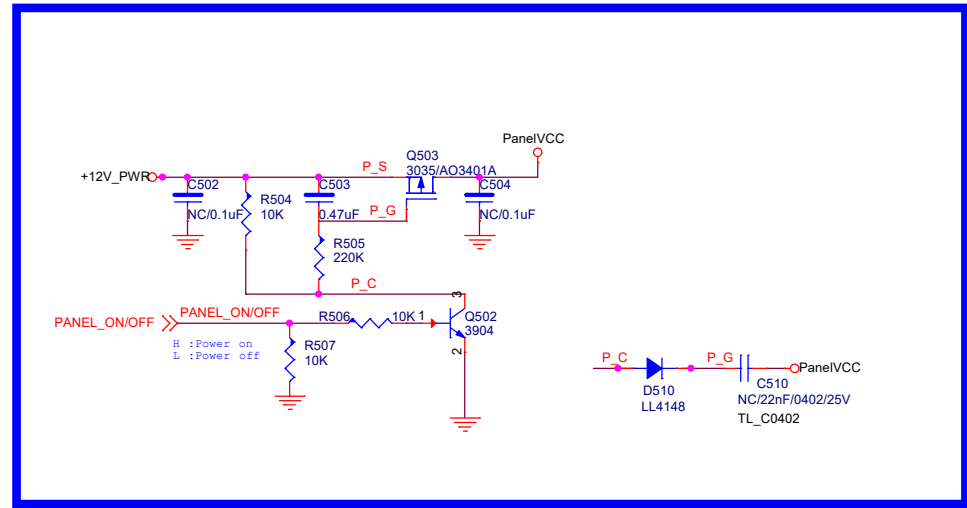 PanelVCC
Q503
3035/AO3401A
P_S
+12V_PWR
C502
NC/0.1uF
R504
10K
C503
0.47uF
P_G
C504
NC/0.1uF
R505
220K
P_C
3
PANEL_ON/OFF
PANEL_ON/OFF
R506
10K
1
Q502
3904
2
H :Power on
L :Power off
R507
10K
P_C
P_G
PanelVCC
D510
LL4148
C510
NC/22nF/0402/25V
TL_C0402